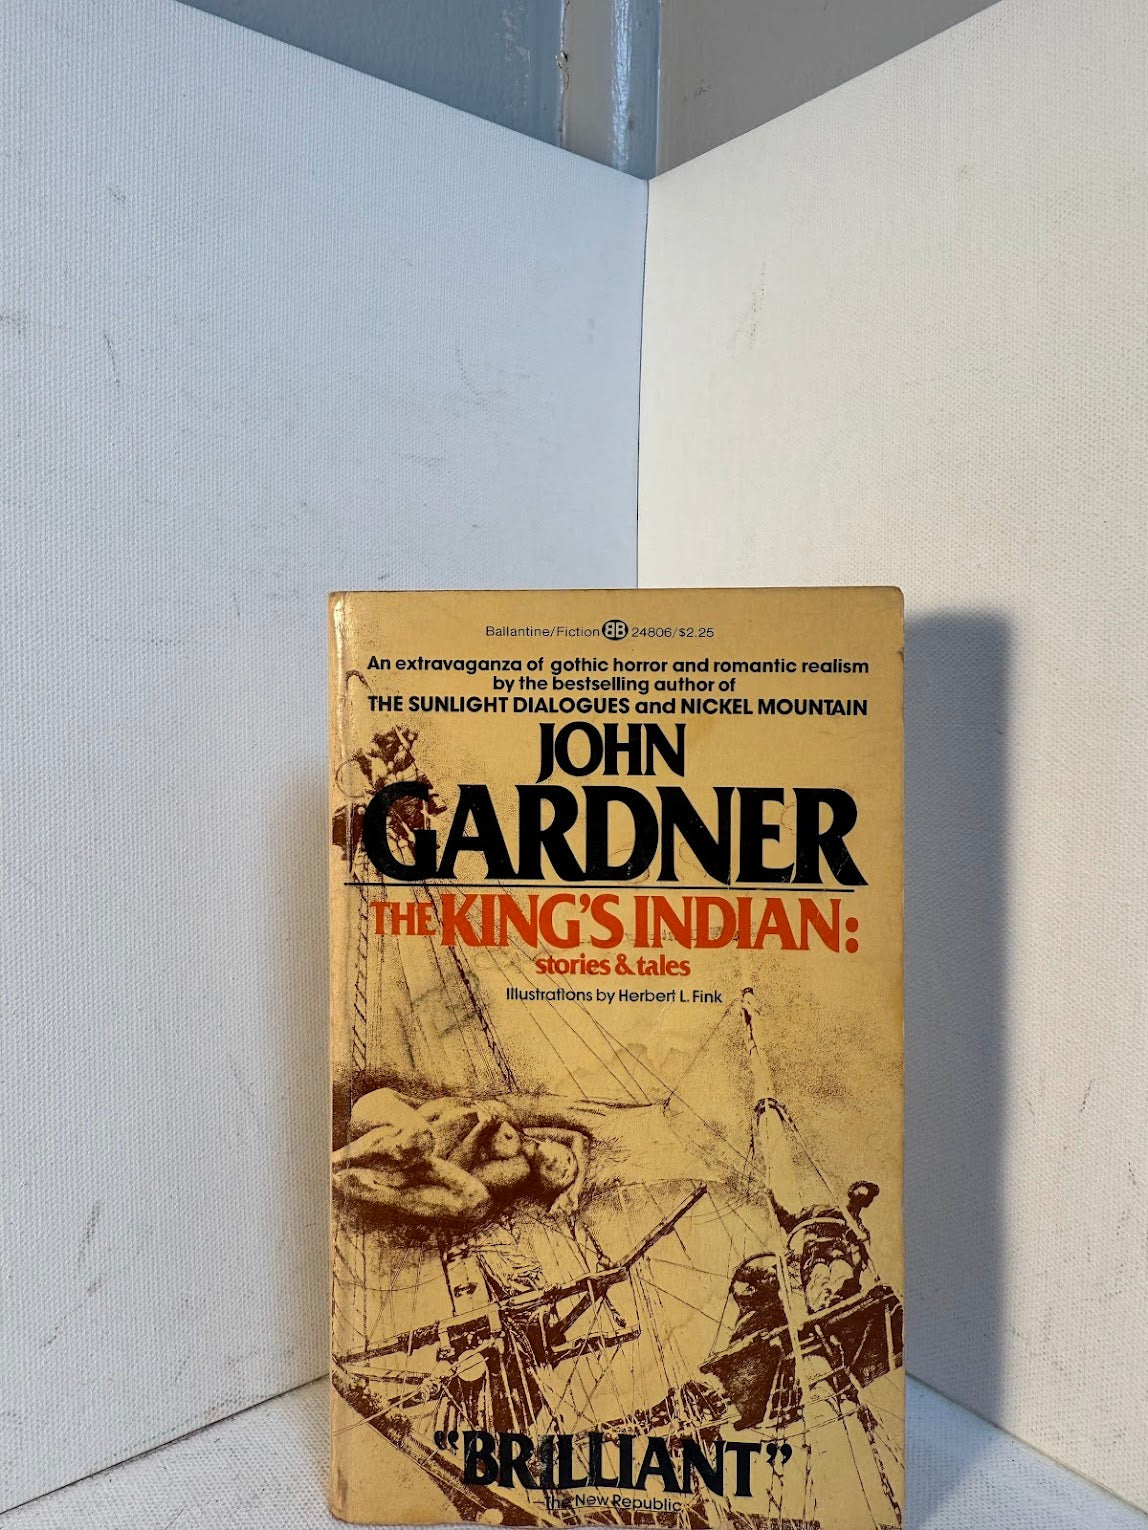 Ballantine/Fiction BB 24806/$2.25
An extravaganza of gothic horror and romantic realism
by the bestselling author of
THE SUNLIGHT DIALOGUES and NICKEL MOUNTAIN
JOHN
GARDNER
THE KING'S INDIAN:
stories & tales
Illustrations by Herbert L. Fink
“BRILLIANT”
—The New Republic